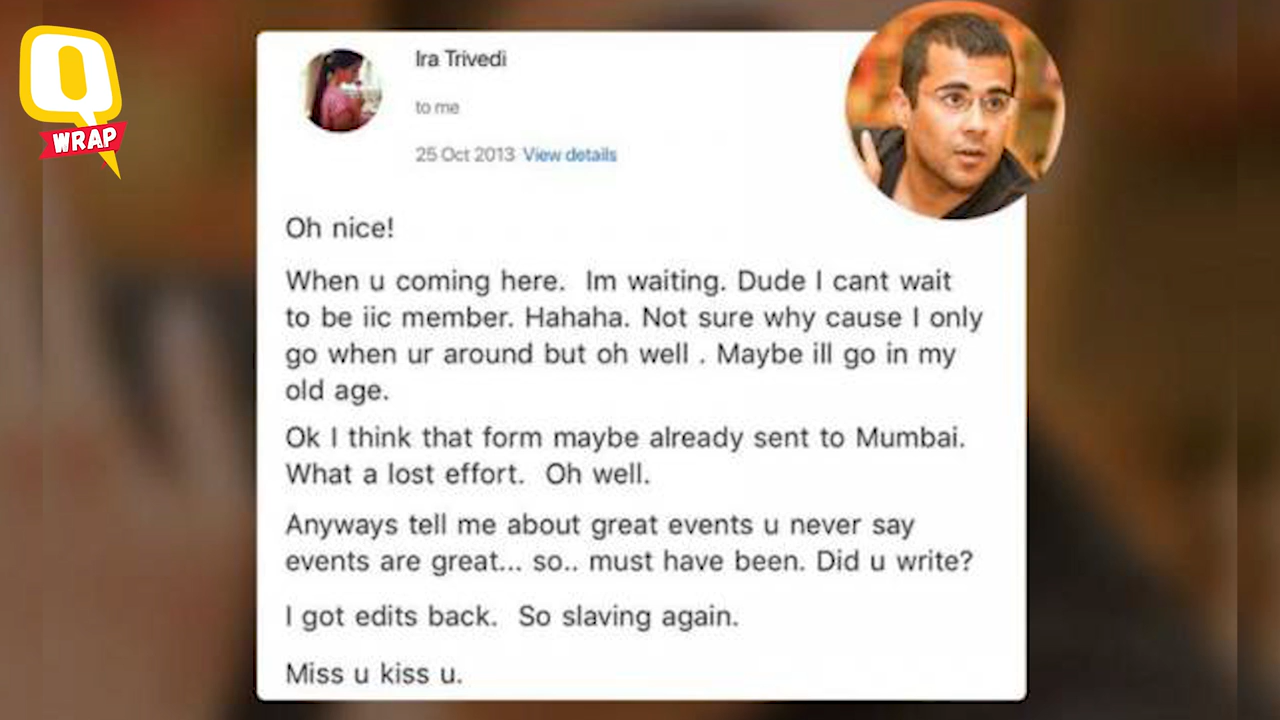 Q
WRAP
Ira Trivedi
to me
25 Oct 2013 View details
Oh nice!
When u coming here. Im waiting. Dude I cant wait
to be iic member. Hahaha. Not sure why cause I only
go when ur around but oh well . Maybe ill go in my
old age.
Ok I think that form maybe already sent to Mumbai.
What a lost effort. Oh well.
Anyways tell me about great events u never say
events are great... so.. must have been. Did u write?
I got edits back. So slaving again.
Miss u kiss u.